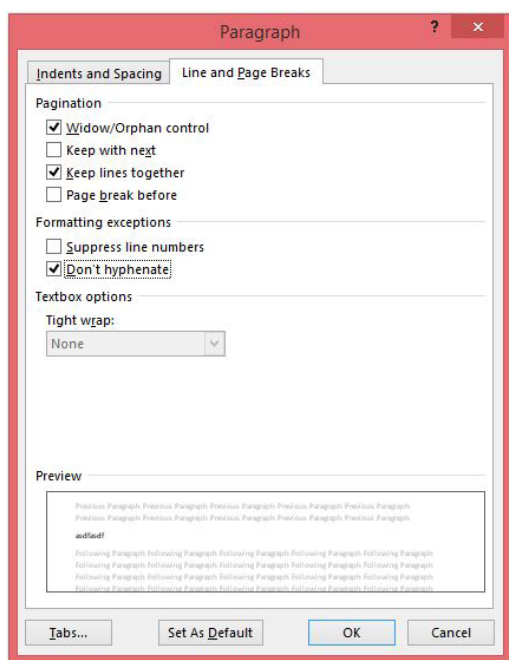 Paragraph ? ×
Indents and Spacing Line and Page Breaks
Pagination
Widow/Orphan control
Keep with next
Keep lines together
Page break before
Formatting exceptions
Suppress line numbers
Don't hyphenate
Textbox options
Tight wrap:
None
Preview
Previous Paragraph Previous Paragraph Previous Paragraph Previous Paragraph Previous Paragraph
Previous Paragraph Previous Paragraph Previous Paragraph Previous Paragraph Previous Paragraph
asdfasdf
Following Paragraph Following Paragraph Following Paragraph Following Paragraph Following Paragraph
Following Paragraph Following Paragraph Following Paragraph Following Paragraph Following Paragraph
Following Paragraph Following Paragraph Following Paragraph Following Paragraph Following Paragraph
Following Paragraph Following Paragraph Following Paragraph Following Paragraph Following Paragraph
Tabs... Set As Default OK Cancel